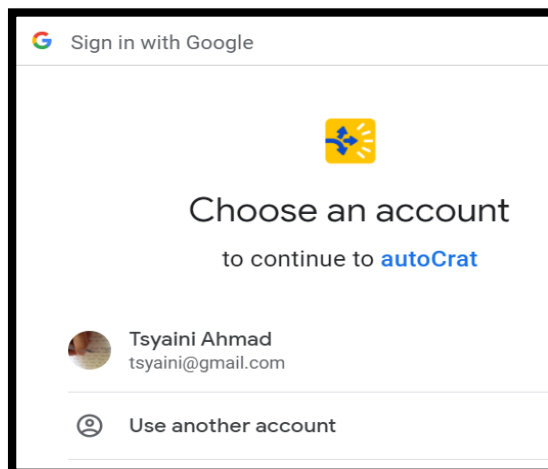 Sign in with Google
Choose an account
to continue to autoCrat
Tsyaini Ahmad
tsyaini@gmail.com
Use another account